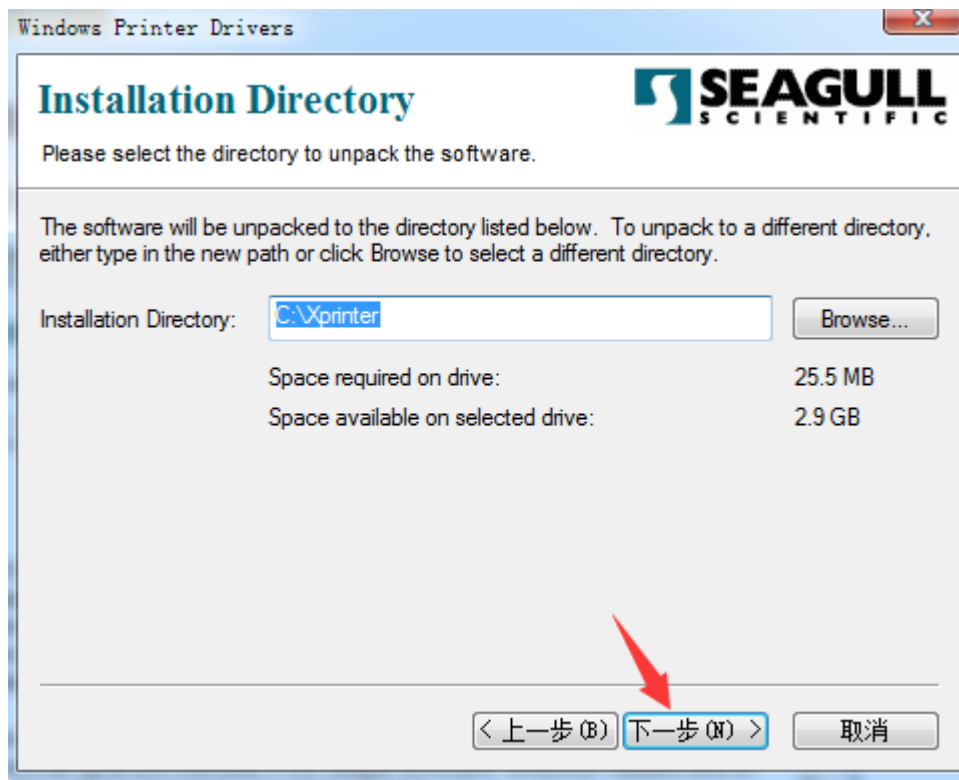 Windows Printer Drivers
Installation Directory
SEAGULL
SCIENTIFIC
Please select the directory to unpack the software.
The software will be unpacked to the directory listed below.  To unpack to a different directory,
either type in the new path or click Browse to select a different directory.
Installation Directory: C:\Xprinter Browse...
Space required on drive: 25.5 MB
Space available on selected drive: 2.9 GB
< 上一步(B) 下一步(N) > 取消